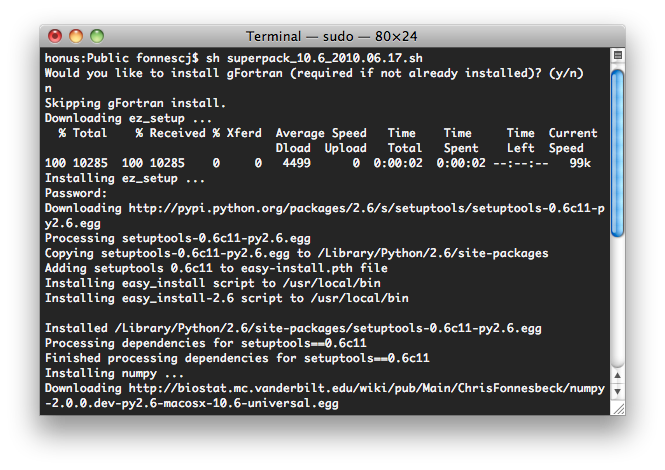 Terminal — sudo — 80×24
honus:Public fonnescj$ sh superpack_10.6_2010.06.17.sh
Would you like to install gFortran (required if not already installed)? (y/n)
n
Skipping gFortran install.
Downloading ez_setup ...
  % Total    % Received % Xferd  Average Speed   Time    Time     Time  Current
                                 Dload  Upload   Total   Spent    Left  Speed
100 10285  100 10285    0     0   4499      0  0:00:02  0:00:02 --:--:--   99k
Installing ez_setup ...
Password:
Downloading http://pypi.python.org/packages/2.6/s/setuptools/setuptools-0.6c11-p
y2.6.egg
Processing setuptools-0.6c11-py2.6.egg
Copying setuptools-0.6c11-py2.6.egg to /Library/Python/2.6/site-packages
Adding setuptools 0.6c11 to easy-install.pth file
Installing easy_install script to /usr/local/bin
Installing easy_install-2.6 script to /usr/local/bin

Installed /Library/Python/2.6/site-packages/setuptools-0.6c11-py2.6.egg
Processing dependencies for setuptools==0.6c11
Finished processing dependencies for setuptools==0.6c11
Installing numpy ...
Downloading http://biostat.mc.vanderbilt.edu/wiki/pub/Main/ChrisFonnesbeck/numpy
-2.0.0.dev-py2.6-macosx-10.6-universal.egg